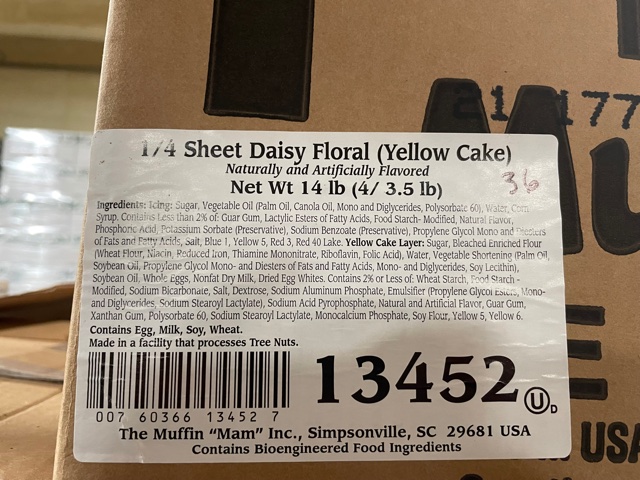 21 177
1/4 Sheet Daisy Floral (Yellow Cake)
Naturally and Artificially Flavored
Net Wt 14 lb (4/ 3.5 lb)
36
Ingredients: Icing: Sugar, Vegetable Oil (Palm Oil, Canola Oil, Mono and Diglycerides, Polysorbate 60), Water, Corn
Syrup. Contains Less than 2% of: Guar Gum, Lactylic Esters of Fatty Acids, Food Starch- Modified, Natural Flavor,
Phosphoric Acid, Potassium Sorbate (Preservative), Sodium Benzoate (Preservative), Propylene Glycol Mono and Diesters
of Fats and Fatty Acids, Salt, Blue 1, Yellow 5, Red 3, Red 40 Lake. Yellow Cake Layer: Sugar, Bleached Enriched Flour
(Wheat Flour, Niacin, Reduced Iron, Thiamine Mononitrate, Riboflavin, Folic Acid), Water, Vegetable Shortening (Palm Oil,
Soybean Oil, Propylene Glycol Mono- and Diesters of Fats and Fatty Acids, Mono- and Diglycerides, Soy Lecithin),
Soybean Oil, Whole Eggs, Nonfat Dry Milk, Dried Egg Whites. Contains 2% or Less of: Wheat Starch, Food Starch -
Modified, Sodium Bicarbonate, Salt, Dextrose, Sodium Aluminum Phosphate, Emulsifier (Propylene Glycol Monoesters, Mono-
and Diglycerides, Sodium Stearoyl Lactylate), Sodium Acid Pyrophosphate, Natural and Artificial Flavor, Guar Gum,
Xanthan Gum, Polysorbate 60, Sodium Stearoyl Lactylate, Monocalcium Phosphate, Soy Flour, Yellow 5, Yellow 6.
Contains Egg, Milk, Soy, Wheat.
Made in a facility that processes Tree Nuts.
13452 U D
007 60366 13452 7
The Muffin "Mam" Inc., Simpsonville, SC 29681 USA
Contains Bioengineered Food Ingredients
USA